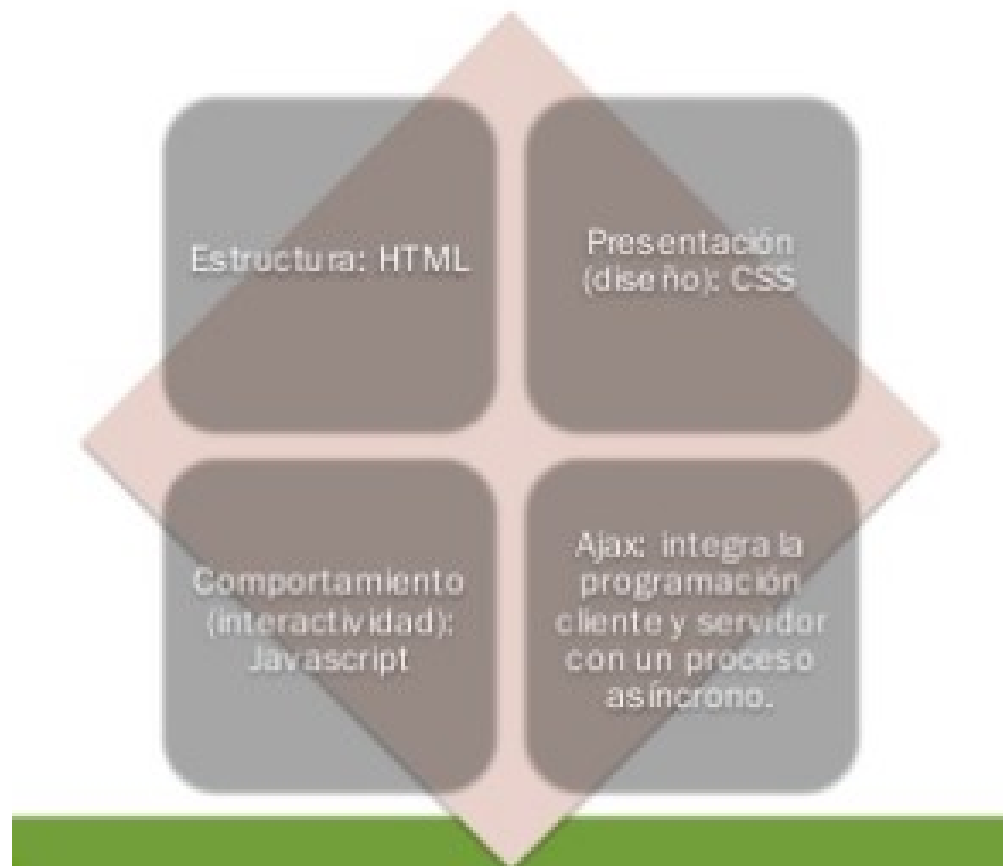 Estructura: HTML
Presentación
(diseño): CSS
Comportamiento
(interactividad):
Javascript
Ajax: integra la
programación
cliente y servidor
con un proceso
asíncrono.